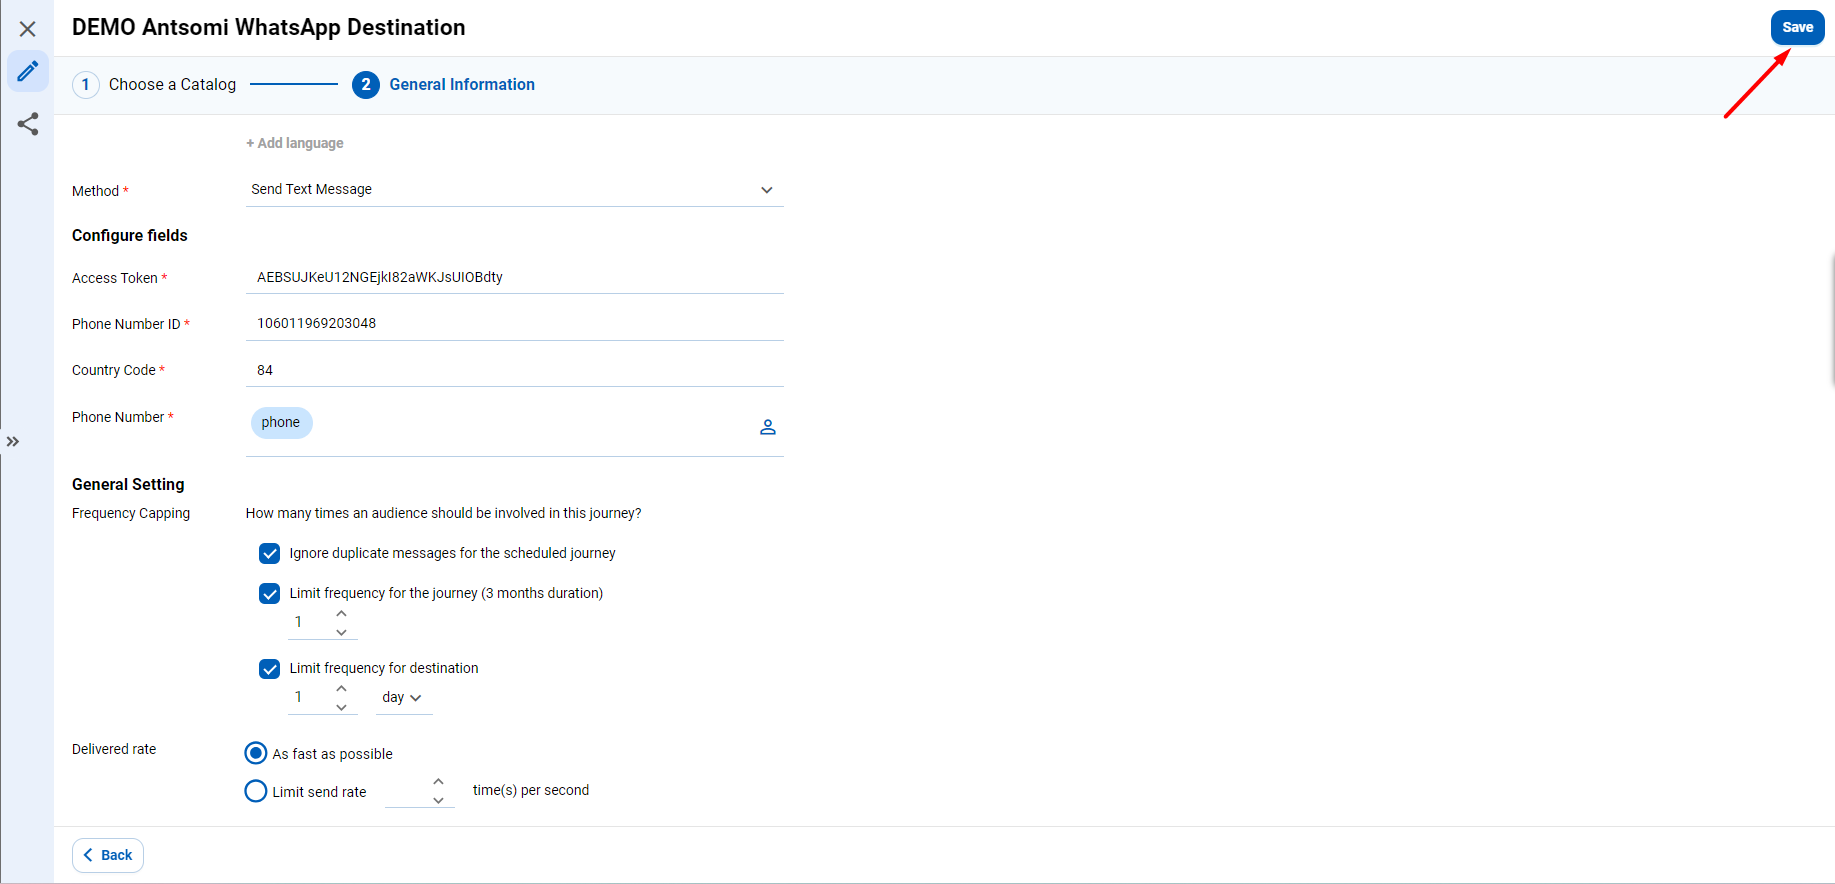 DEMO Antsomi WhatsApp Destination
Save
1 Choose a Catalog 2 General Information
+ Add language
Method * Send Text Message
Configure fields
Access Token * AEBSUJKeU12NGEjkI82aWKJsUIOBdty
Phone Number ID * 106011969203048
Country Code * 84
Phone Number * phone
General Setting
Frequency Capping How many times an audience should be involved in this journey?
Ignore duplicate messages for the scheduled journey
Limit frequency for the journey (3 months duration)
1
Limit frequency for destination
1 day
Delivered rate As fast as possible
Limit send rate time(s) per second
Back